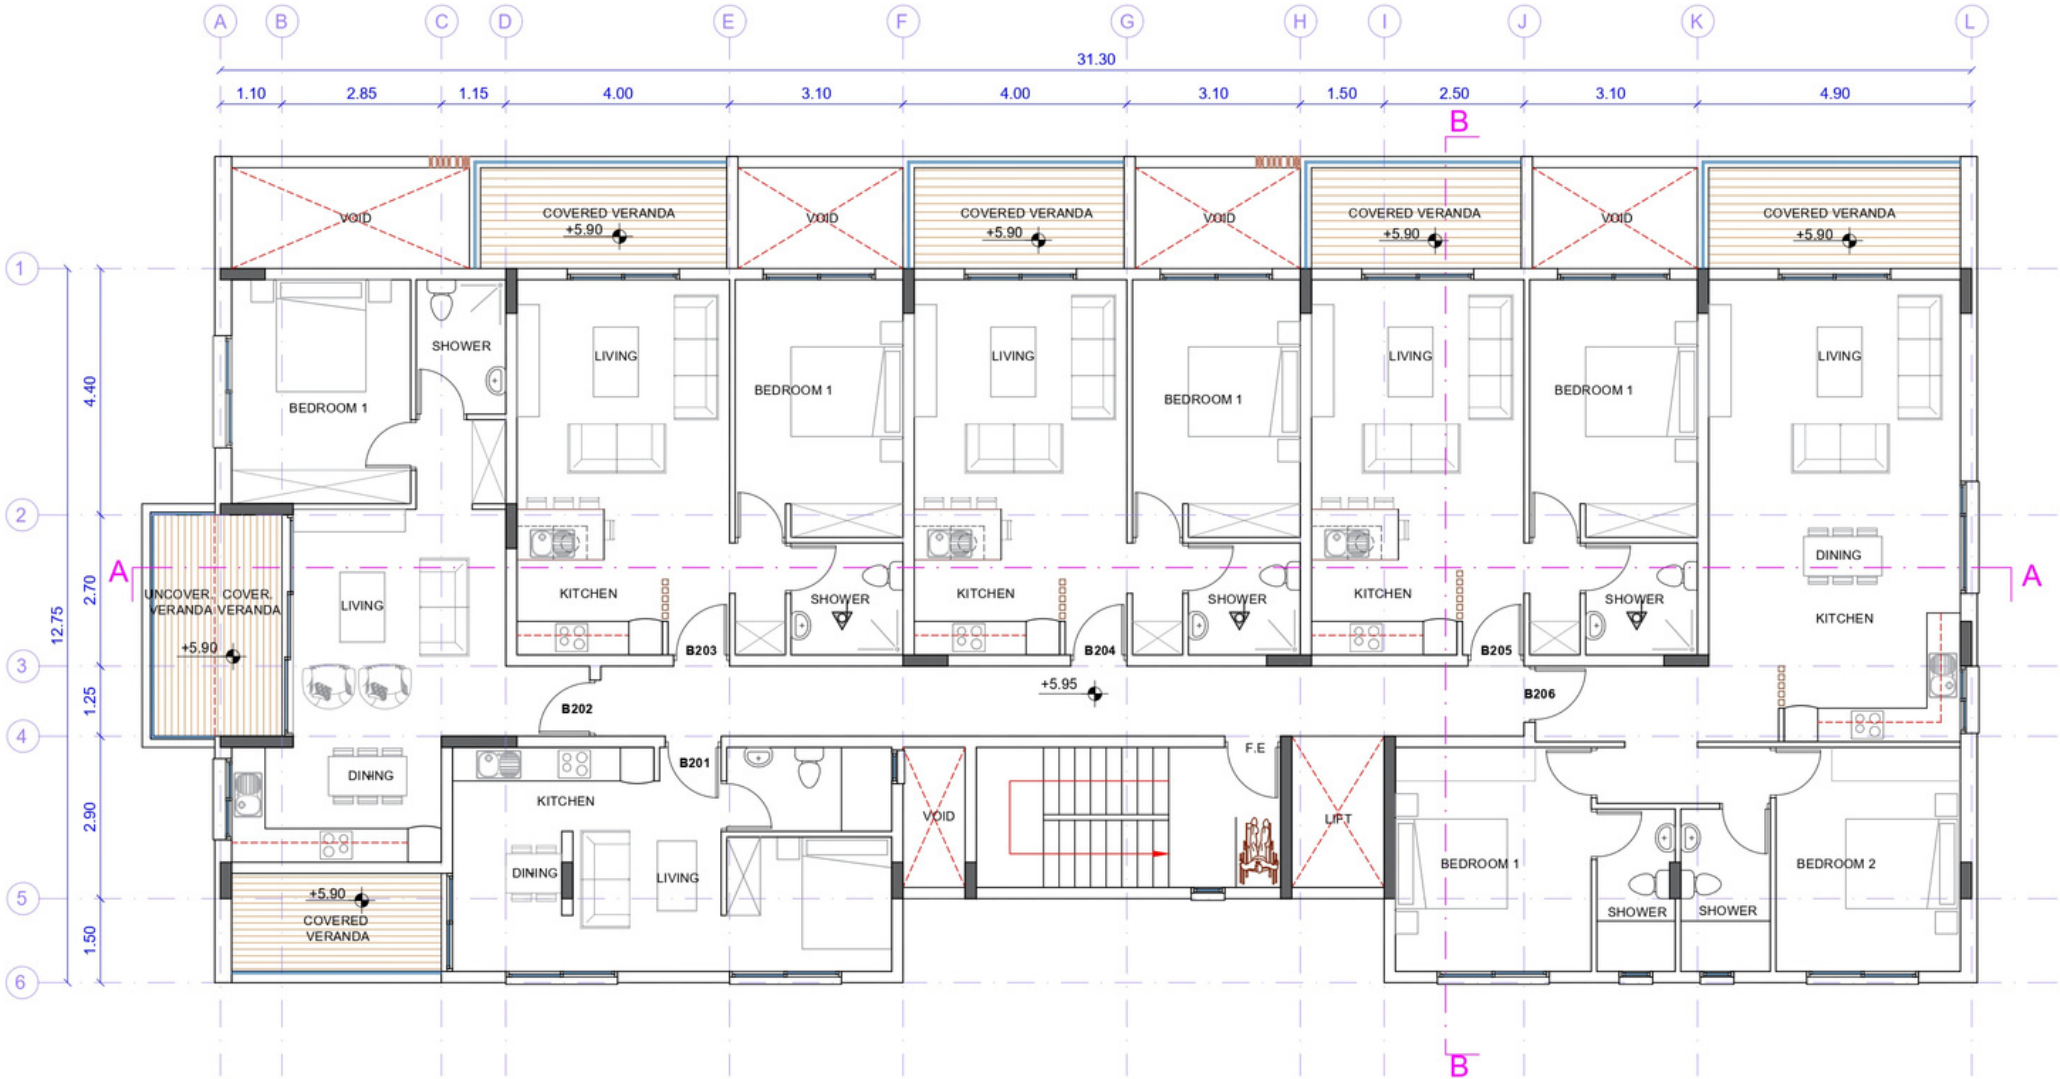 A B C D E F G H I J K L
31.30
1.10 2.85 1.15 4.00 3.10 4.00 3.10 1.50 2.50 3.10 4.90
B
VOID COVERED VERANDA VOID COVERED VERANDA VOID COVERED VERANDA VOID COVERED VERANDA
+5.90 +5.90 +5.90 +5.90
1
SHOWER LIVING LIVING LIVING LIVING
4.40
BEDROOM 1 BEDROOM 1 BEDROOM 1 BEDROOM 1
BEDROOM 1
2
DINING
A A
2.70
UNCOVER. COVER.
VERANDA VERANDA
LIVING KITCHEN SHOWER KITCHEN SHOWER KITCHEN SHOWER KITCHEN
12.75
+5.90
B203 B204 B205
3
+5.95
1.25
B202 B206
4
F.E
B201
DINING
KITCHEN
2.90
VOID LIFT
BEDROOM 1 BEDROOM 2
DINING LIVING
5
+5.90
SHOWER SHOWER
COVERED
VERANDA
1.50
6
B